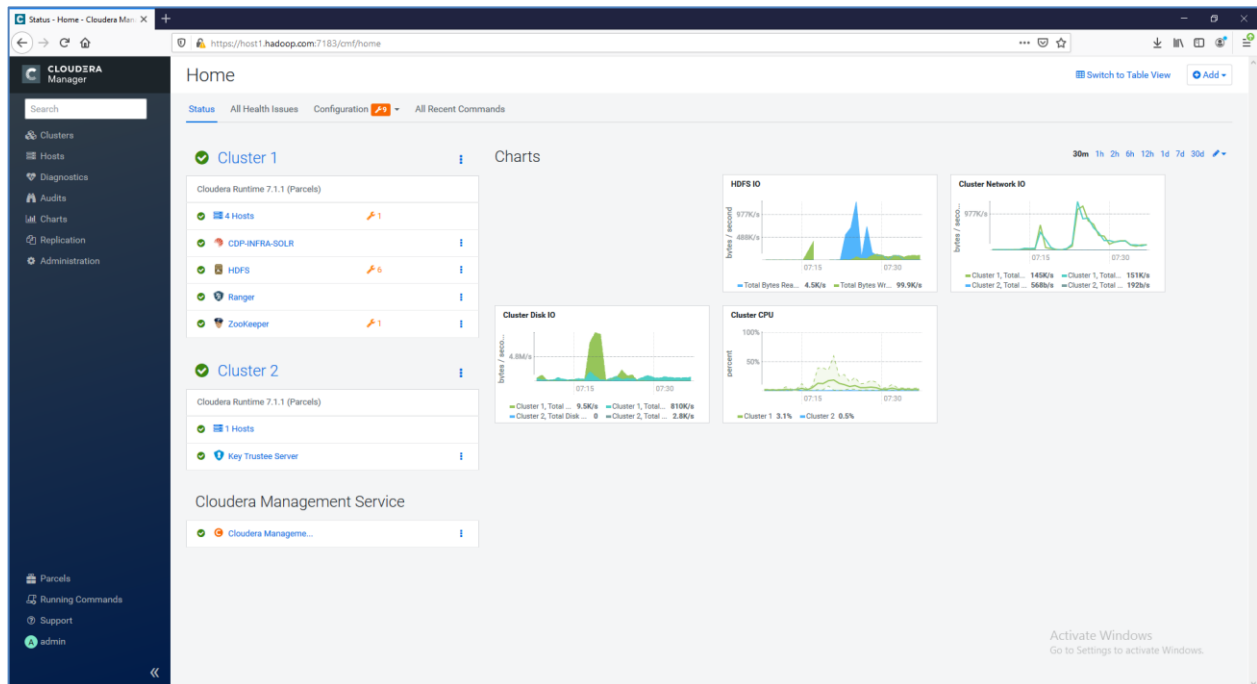 Status - Home - Cloudera Man
https://host1.hadoop.com:7183/cmf/home
CLOUDERA
Manager
Search
Clusters
Hosts
Diagnostics
Audits
Charts
Replication
Administration
Parcels
Running Commands
Support
A admin
Home
Switch to Table View
Add
Status All Health Issues Configuration 9 All Recent Commands
Cluster 1
Cloudera Runtime 7.1.1 (Parcels)
4 Hosts 1
CDP-INFRA-SOLR
HDFS 6
Ranger
ZooKeeper 1
Cluster 2
Cloudera Runtime 7.1.1 (Parcels)
1 Hosts
Key Trustee Server
Cloudera Management Service
Cloudera Manageme...
Charts
30m 1h 2h 6h 12h 1d 7d 30d
HDFS IO
bytes / second
977K/s
488K/s
07:15 07:30
Total Bytes Rea... 4.5K/s Total Bytes Wr... 99.9K/s
Cluster Network IO
bytes / seco...
977K/s
07:15 07:30
Cluster 1, Total... 145K/s Cluster 1, Total... 151K/s
Cluster 2, Total ... 568b/s Cluster 2, Total ... 192b/s
Cluster Disk IO
bytes / seco...
4.8M/s
07:15 07:30
Cluster 1, Total ... 9.5K/s Cluster 1, Total... 810K/s
Cluster 2, Total Disk ... 0 Cluster 2, Total ... 2.8K/s
Cluster CPU
percent
100%
50%
07:15 07:30
Cluster 1 3.1% Cluster 2 0.5%
Activate Windows
Go to Settings to activate Windows.